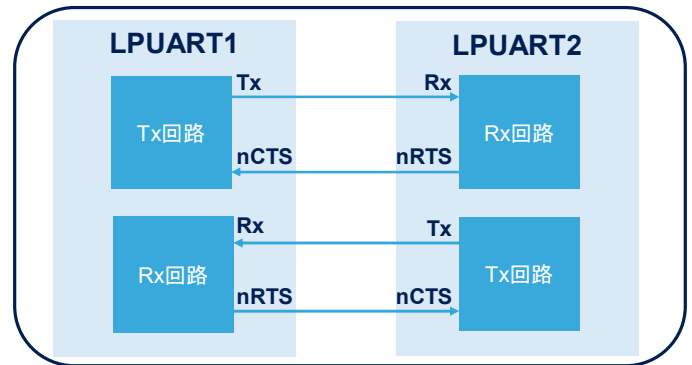 LPUART1
LPUART2
Tx
Rx
Tx回路
Rx回路
nCTS
nRTS
Rx
Tx
Rx回路
Tx回路
nRTS
nCTS